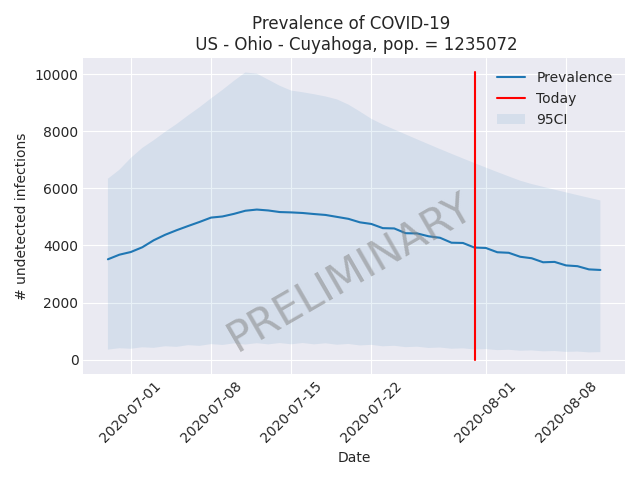 Prevalence of COVID-19
US - Ohio - Cuyahoga, pop. = 1235072
10000
8000
6000
4000
2000
0
# undetected infections
Prevalence
Today
95CI
PRELIMINARY
2020-07-01
2020-07-08
2020-07-15
2020-07-22
2020-08-01
2020-08-08
Date